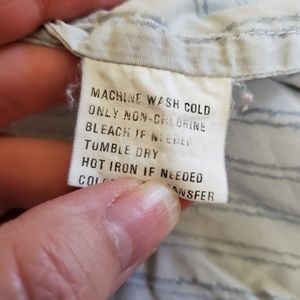 MACHINE WASH COLD
ONLY NON-CHLORINE
BLEACH IF NEEDED
TUMBLE DRY
HOT IRON IF NEEDED